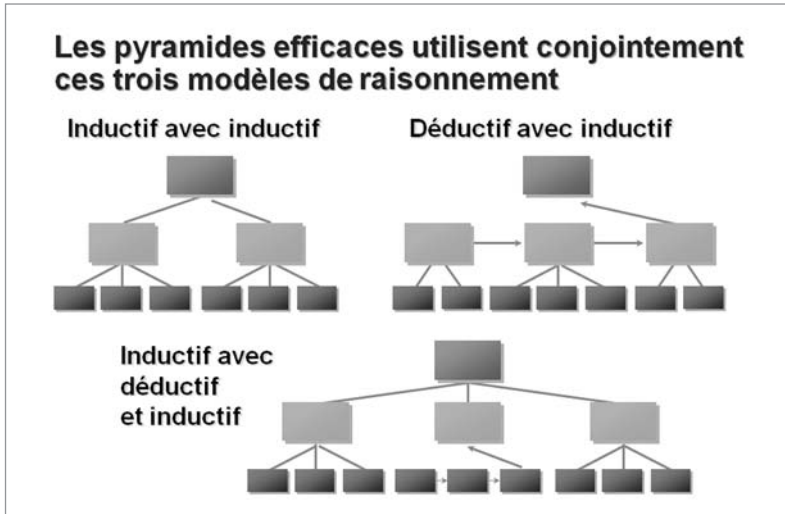 Les pyramides efficaces utilisent conjointement
ces trois modèles de raisonnement
Inductif avec inductif
Déductif avec inductif
Inductif avec
déductif
et inductif